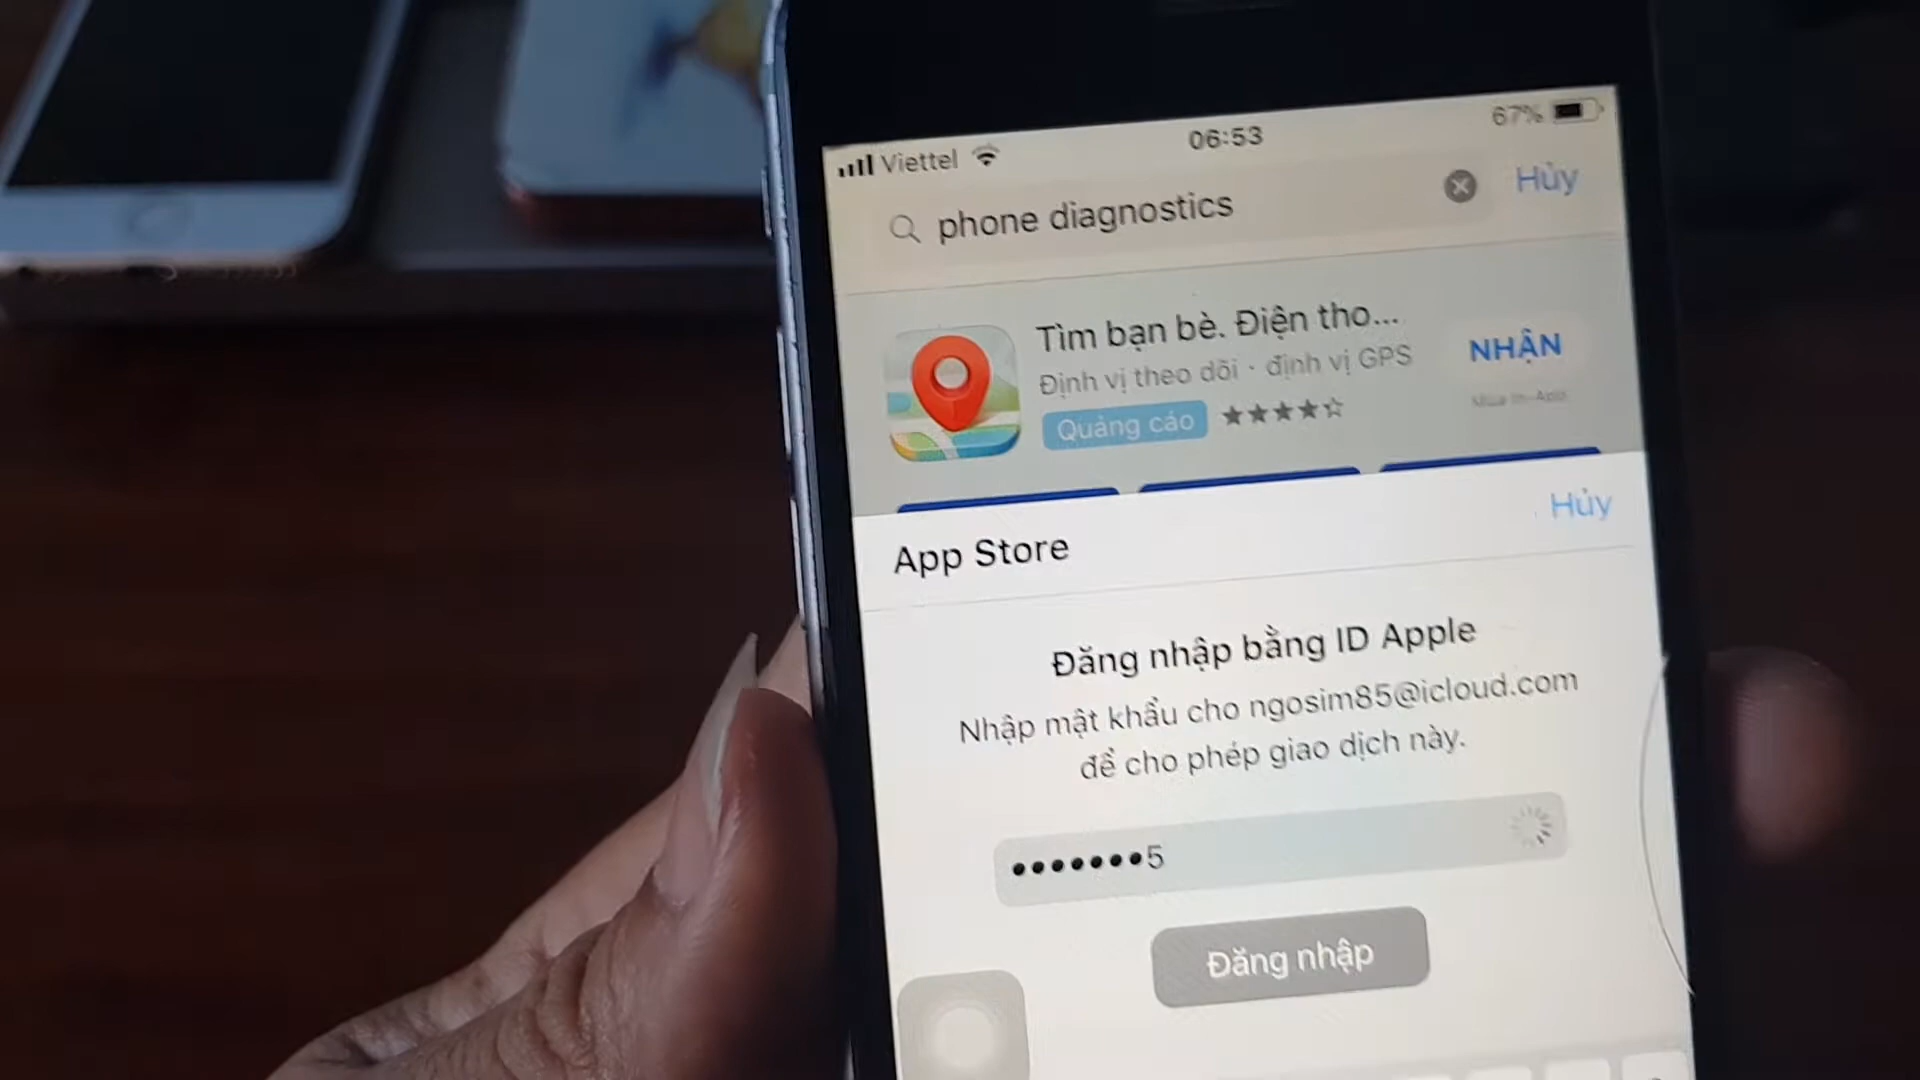 Viettel 06:53 67%
phone diagnostics Hủy
Tìm bạn bè. Điện tho...
Định vị theo dõi · định vị GPS
NHẬN
Quảng cáo ★★★★☆
Mua In-App
App Store Hủy
Đăng nhập bằng ID Apple
Nhập mật khẩu cho ngosim85@icloud.com
để cho phép giao dịch này.
•••••••5
Đăng nhập